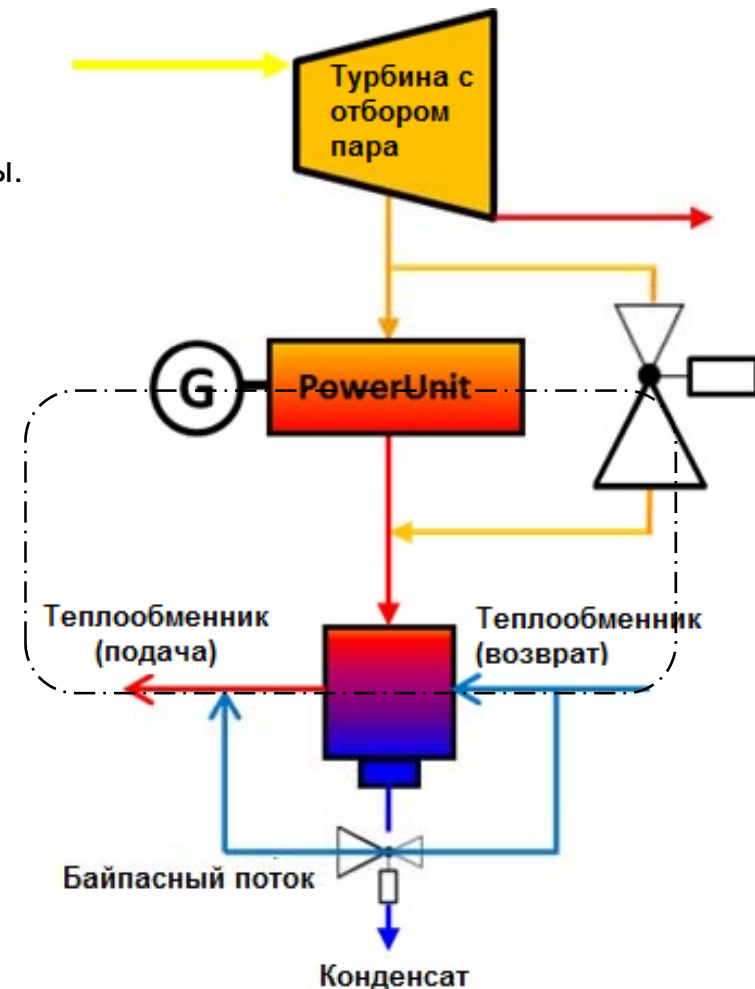 Турбина с
отбором
пара
ы.
G
PowerUnit
Теплообменник
(подача)
Теплообменник
(возврат)
Байпасный поток
Конденсат